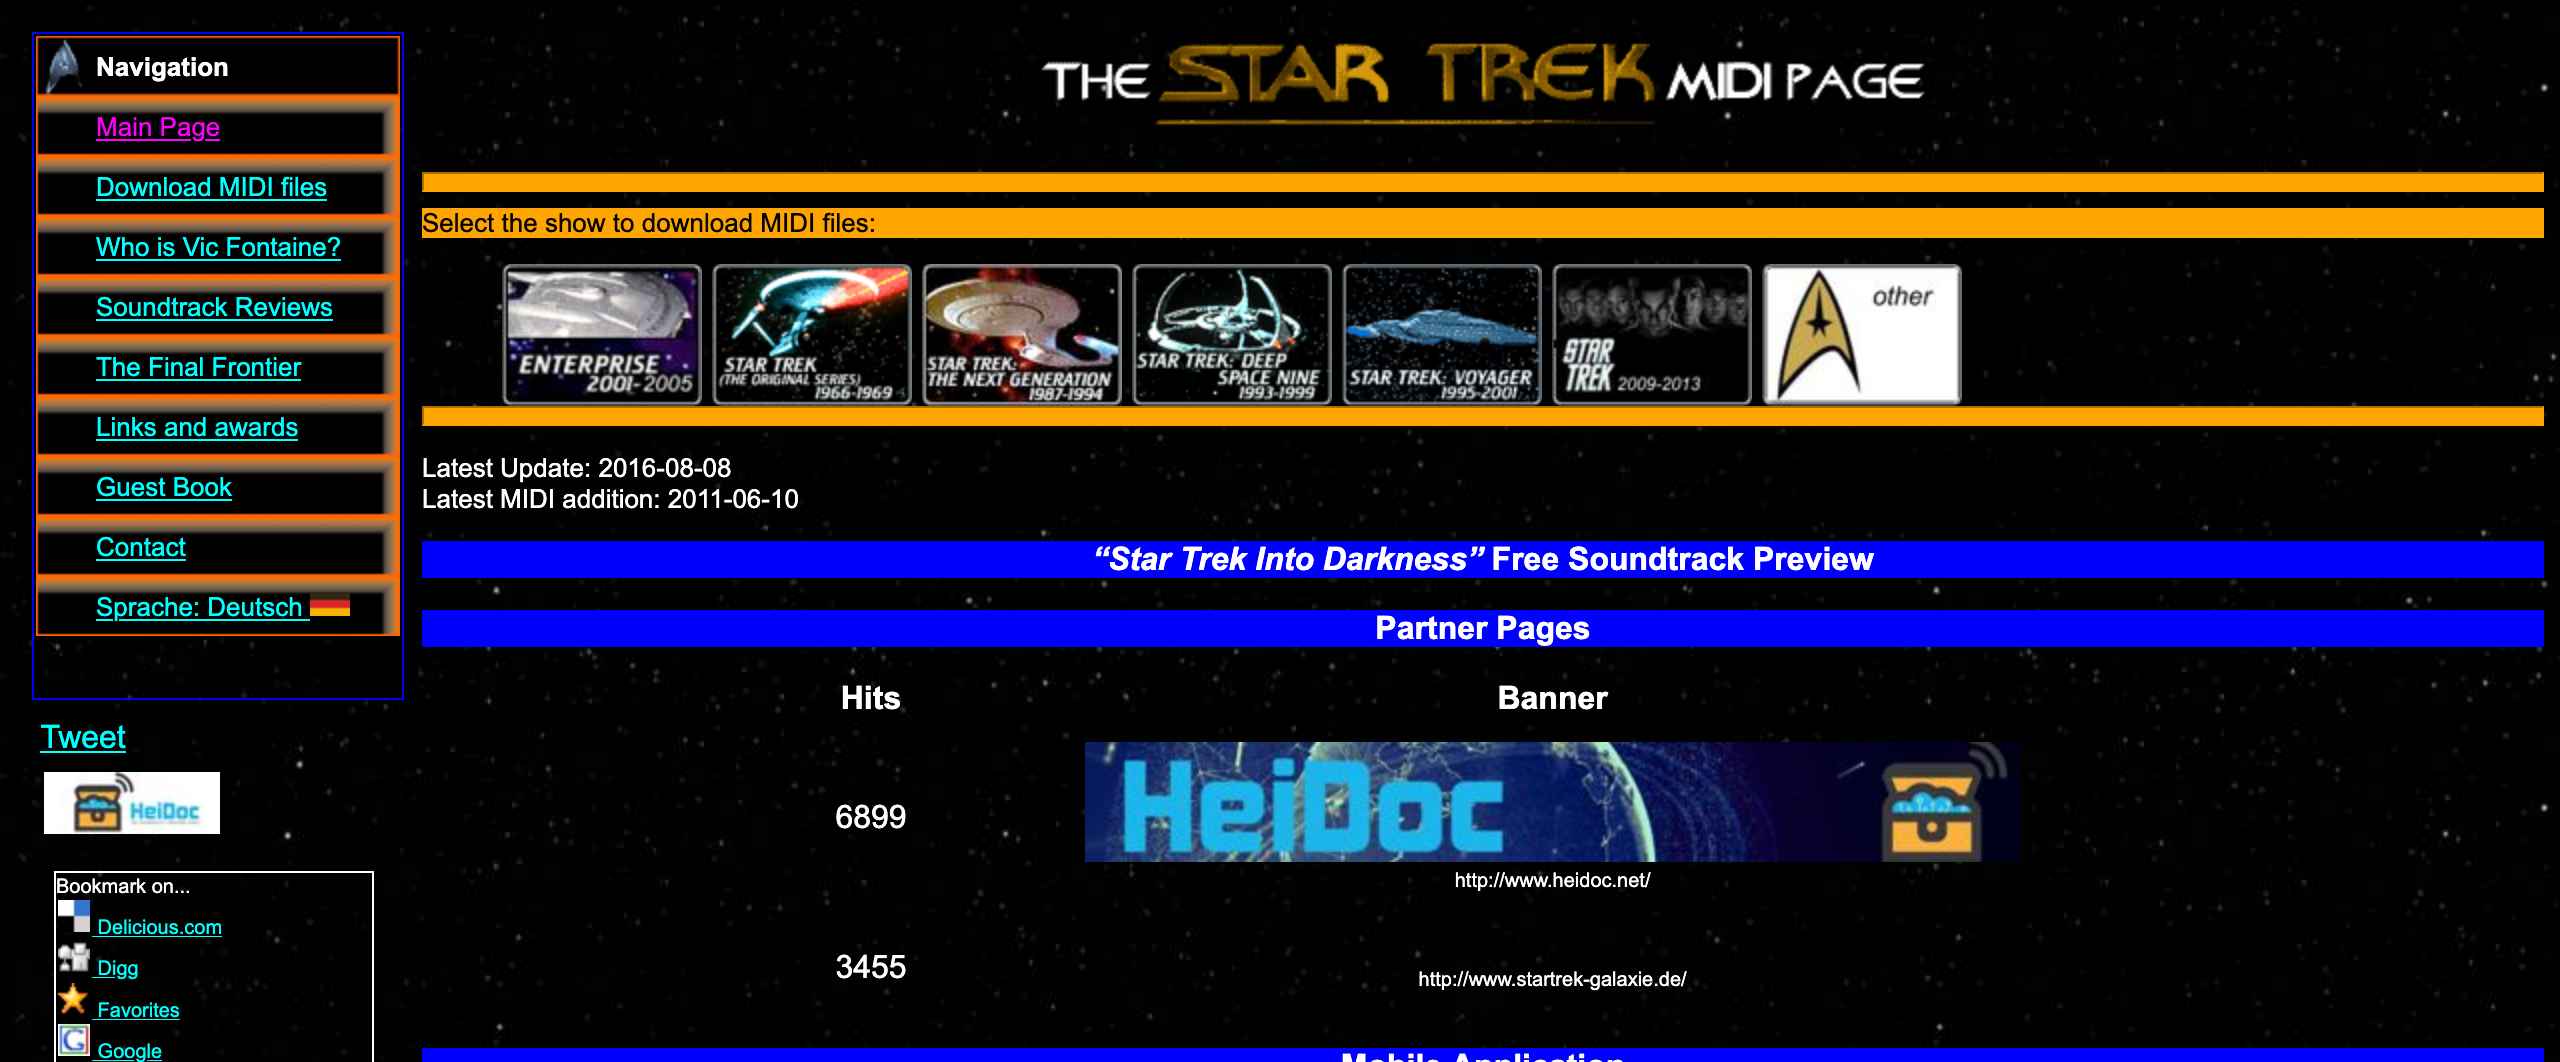 Navigation
Main Page
Download MIDI files
Who is Vic Fontaine?
Soundtrack Reviews
The Final Frontier
Links and awards
Guest Book
Contact
Sprache: Deutsch
Tweet
HeiDoc
Bookmark on...
Delicious.com
Digg
Favorites
G Google
THE STAR TREK MIDI PAGE
Select the show to download MIDI files:
ENTERPRISE
2001-2005
STAR TREK
(THE ORIGINAL SERIES)
1966-1969
STAR TREK:
THE NEXT GENERATION
1987-1994
STAR TREK: DEEP
SPACE NINE
1993-1999
STAR TREK: VOYAGER
1995-2001
STAR
TREK 2009-2013
other
Latest Update: 2016-08-08
Latest MIDI addition: 2011-06-10
“Star Trek Into Darkness” Free Soundtrack Preview
Partner Pages
Hits Banner
6899 HeiDoc
http://www.heidoc.net/
3455 http://www.startrek-galaxie.de/
Mobile Application